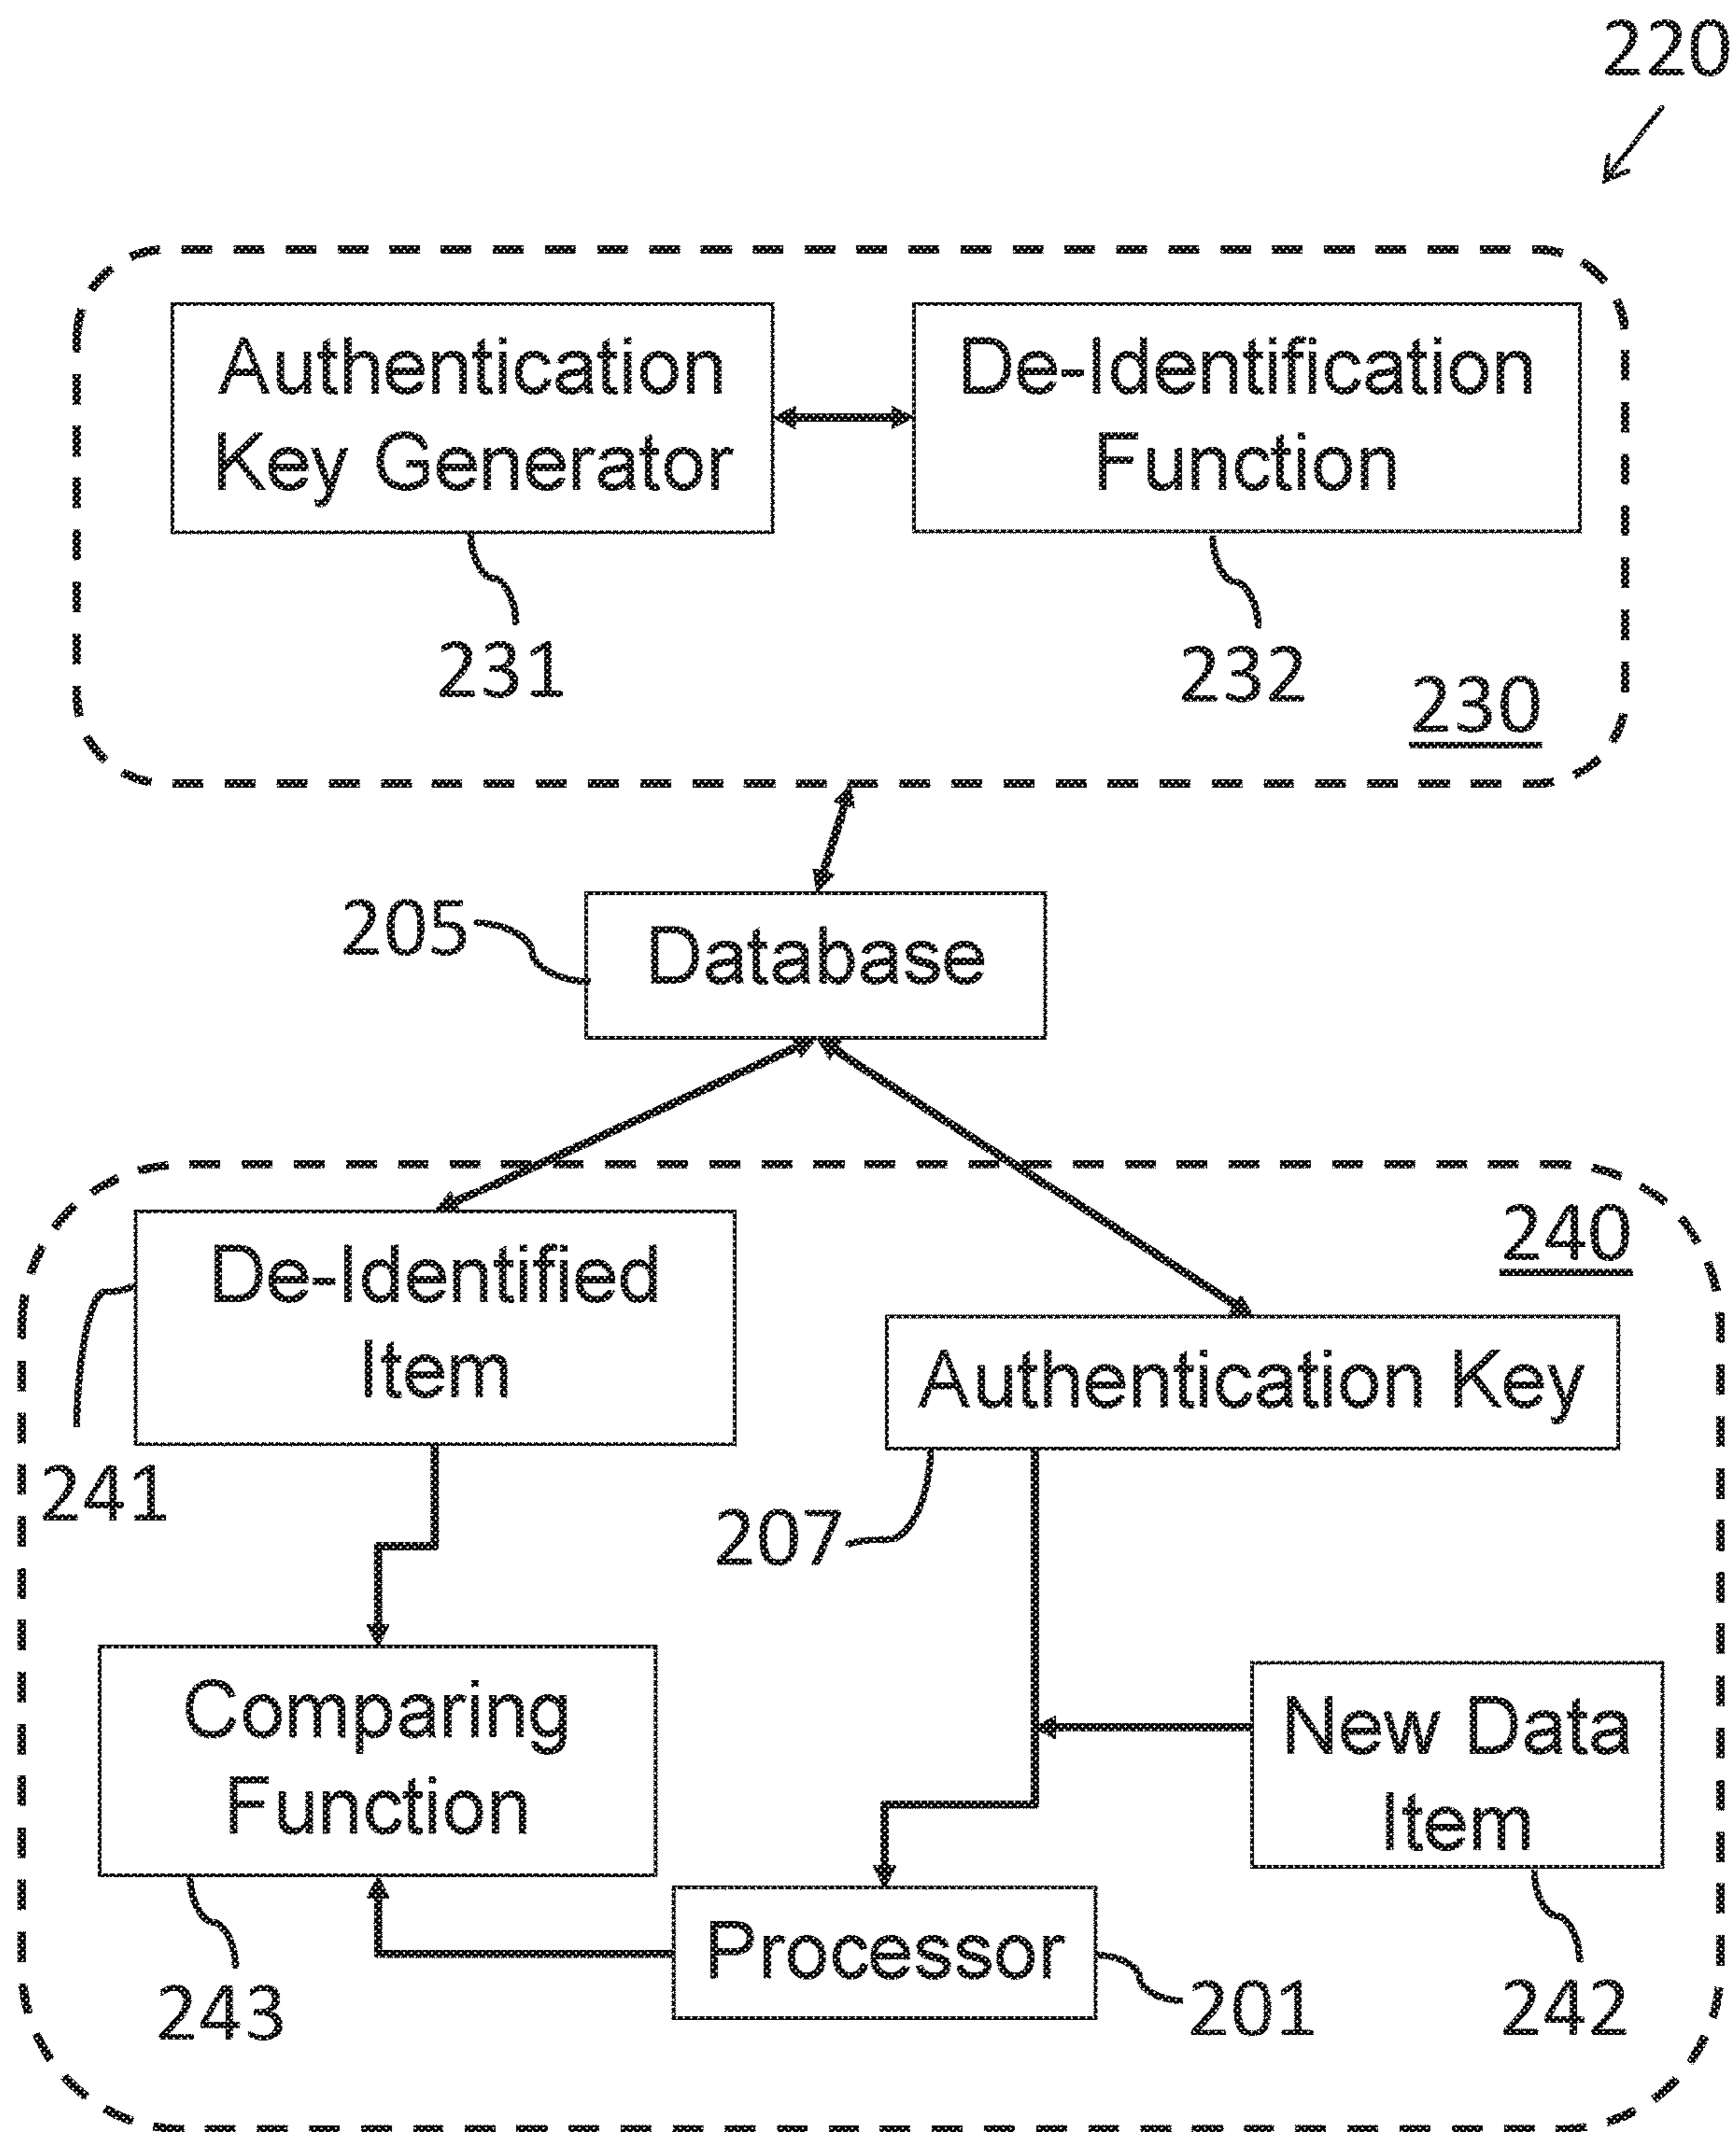 220
Authentication
Key Generator
De-Identification
Function
231
232
230
205
Database
240
De-Identified
Item
Authentication Key
241
207
Comparing
Function
New Data
Item
Processor
243
201
242